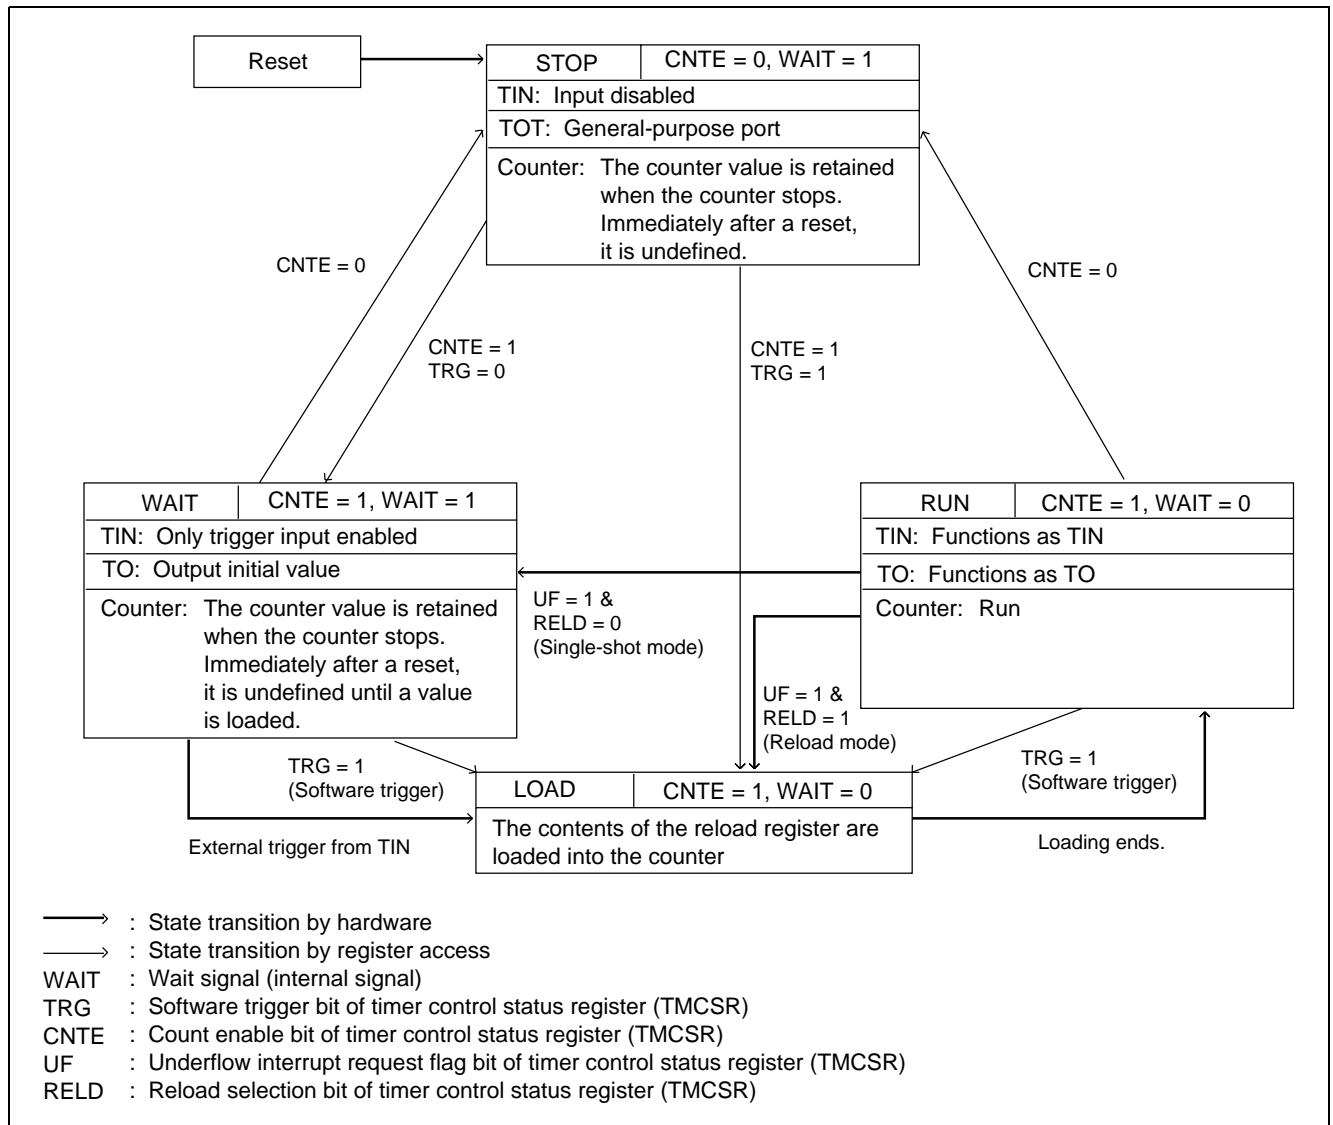 Reset
STOP
CNTE = 0, WAIT = 1
TIN: Input disabled
TOT: General-purpose port
Counter: The counter value is retained
when the counter stops.
Immediately after a reset,
it is undefined.
CNTE = 0
CNTE = 0
CNTE = 1
TRG = 0
CNTE = 1
TRG = 1
WAIT
CNTE = 1, WAIT = 1
TIN: Only trigger input enabled
TO: Output initial value
Counter: The counter value is retained
when the counter stops.
Immediately after a reset,
it is undefined until a value
is loaded.
RUN
CNTE = 1, WAIT = 0
TIN: Functions as TIN
TO: Functions as TO
Counter: Run
UF = 1 &
RELD = 0
(Single-shot mode)
UF = 1 &
RELD = 1
(Reload mode)
TRG = 1
(Software trigger)
TRG = 1
(Software trigger)
LOAD
CNTE = 1, WAIT = 0
The contents of the reload register are
loaded into the counter
External trigger from TIN
Loading ends.
: State transition by hardware
: State transition by register access
WAIT : Wait signal (internal signal)
TRG : Software trigger bit of timer control status register (TMCSR)
CNTE : Count enable bit of timer control status register (TMCSR)
UF : Underflow interrupt request flag bit of timer control status register (TMCSR)
RELD : Reload selection bit of timer control status register (TMCSR)